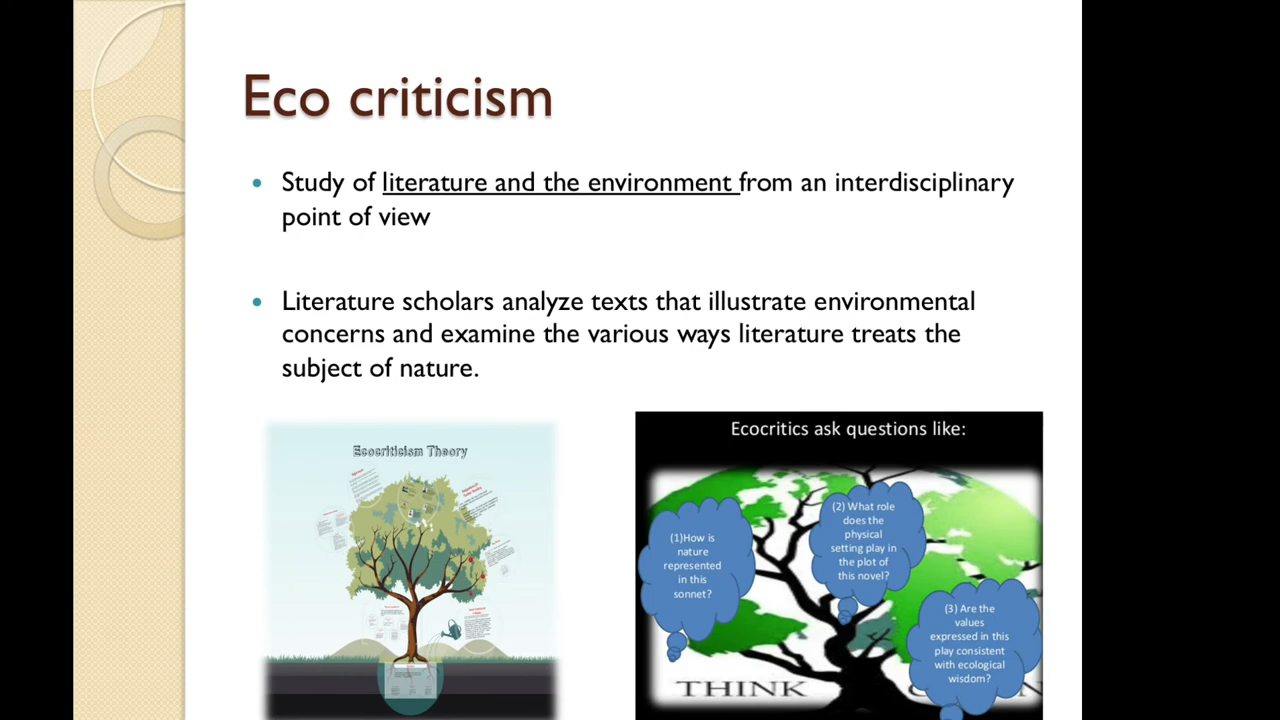 Eco criticism
Study of literature and the environment from an interdisciplinary
point of view
Literature scholars analyze texts that illustrate environmental
concerns and examine the various ways literature treats the
subject of nature.
Ecocriticism Theory
Ecocritics ask questions like:
(1)How is
nature
represented
in this
sonnet?
(2) What role
does the
physical
setting play in
the plot of
this novel?
(3) Are the
values
expressed in this
play consistent
with ecological
wisdom?
THINK